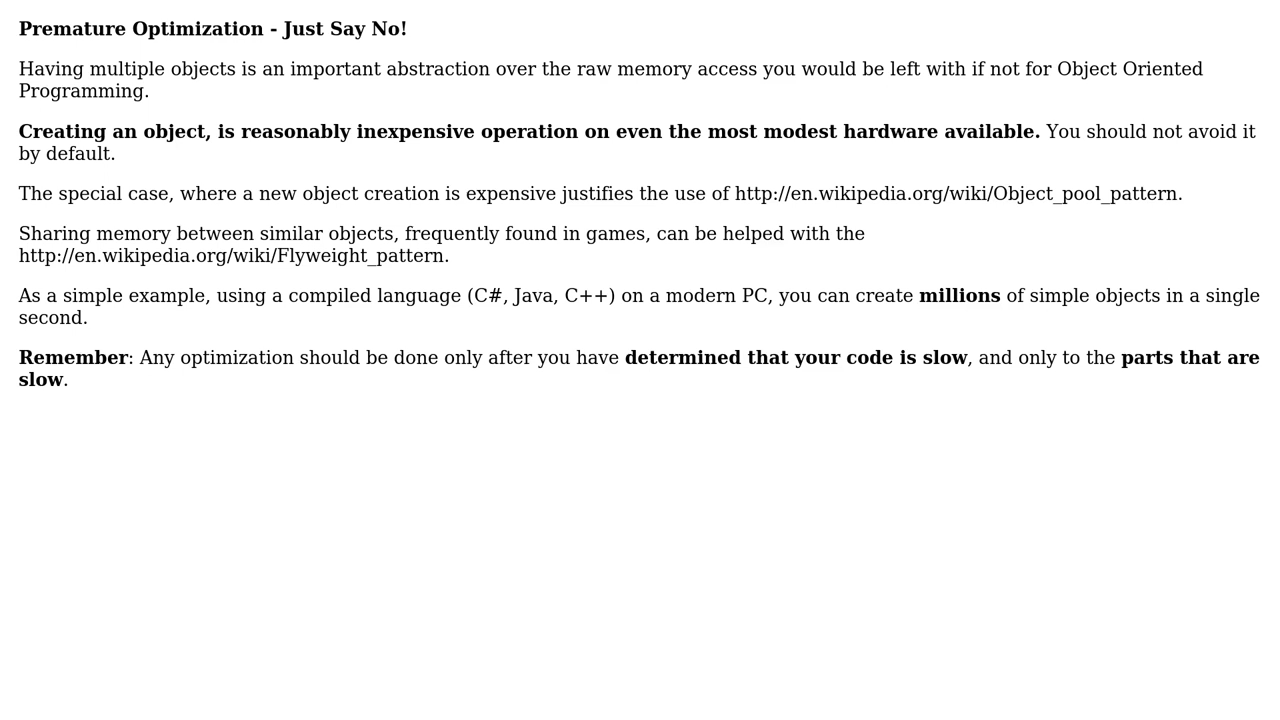 Premature Optimization - Just Say No!
Having multiple objects is an important abstraction over the raw memory access you would be left with if not for Object Oriented
Programming.
Creating an object, is reasonably inexpensive operation on even the most modest hardware available. You should not avoid it
by default.
The special case, where a new object creation is expensive justifies the use of http://en.wikipedia.org/wiki/Object_pool_pattern.
Sharing memory between similar objects, frequently found in games, can be helped with the
http://en.wikipedia.org/wiki/Flyweight_pattern.
As a simple example, using a compiled language (C#, Java, C++) on a modern PC, you can create millions of simple objects in a single
second.
Remember: Any optimization should be done only after you have determined that your code is slow, and only to the parts that are
slow.